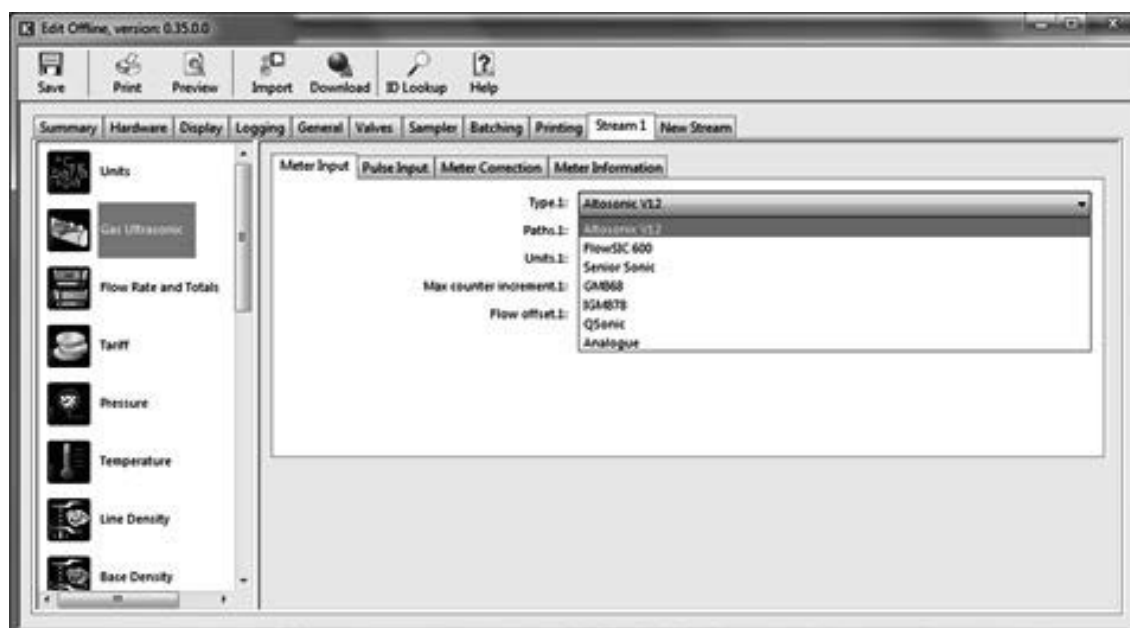 Edit Offline, version: 0.35.0.0
Save Print Preview Import Download ID Lookup Help
Summary Hardware Display Logging General Valves Sampler Batching Printing Stream 1 New Stream
Units
Gas Ultrasonic
Flow Rate and Totals
Tariff
Pressure
Temperature
Line Density
Base Density
Meter Input Pulse Input Meter Correction Meter Information
Type.1: Altosonic V12
Paths.1:
Units.1:
Max counter increment.1:
Flow offset.1:
Altosonic V12
FlowSIC 600
Senior Sonic
GM868
IGM878
QSonic
Analogue